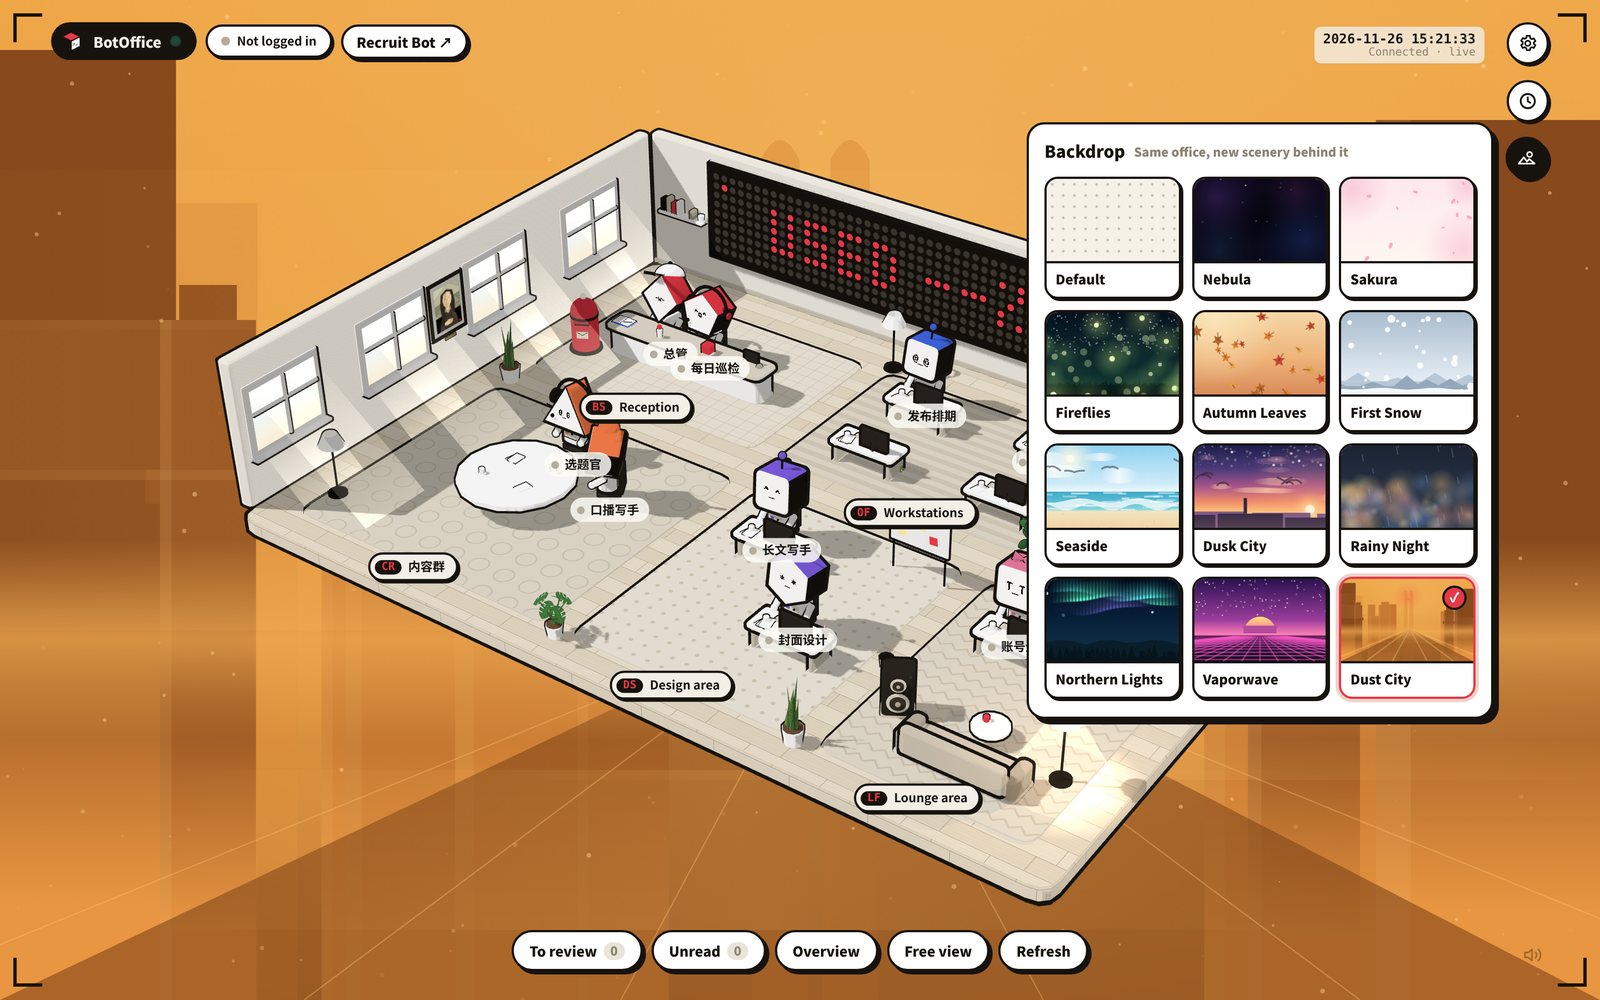 BotOffice
Not logged in
Recruit Bot ↗
2026-11-26 15:21:33
Connected · live
Backdrop Same office, new scenery behind it
Default
Nebula
Sakura
Fireflies
Autumn Leaves
First Snow
Seaside
Dusk City
Rainy Night
Northern Lights
Vaporwave
Dust City
USED
总管
每日巡检
BS Reception
发布排期
选题官
口播写手
OF Workstations
长文写手
CR 内容群
封面设计
账号
DS Design area
LF Lounge area
To review 0
Unread 0
Overview
Free view
Refresh